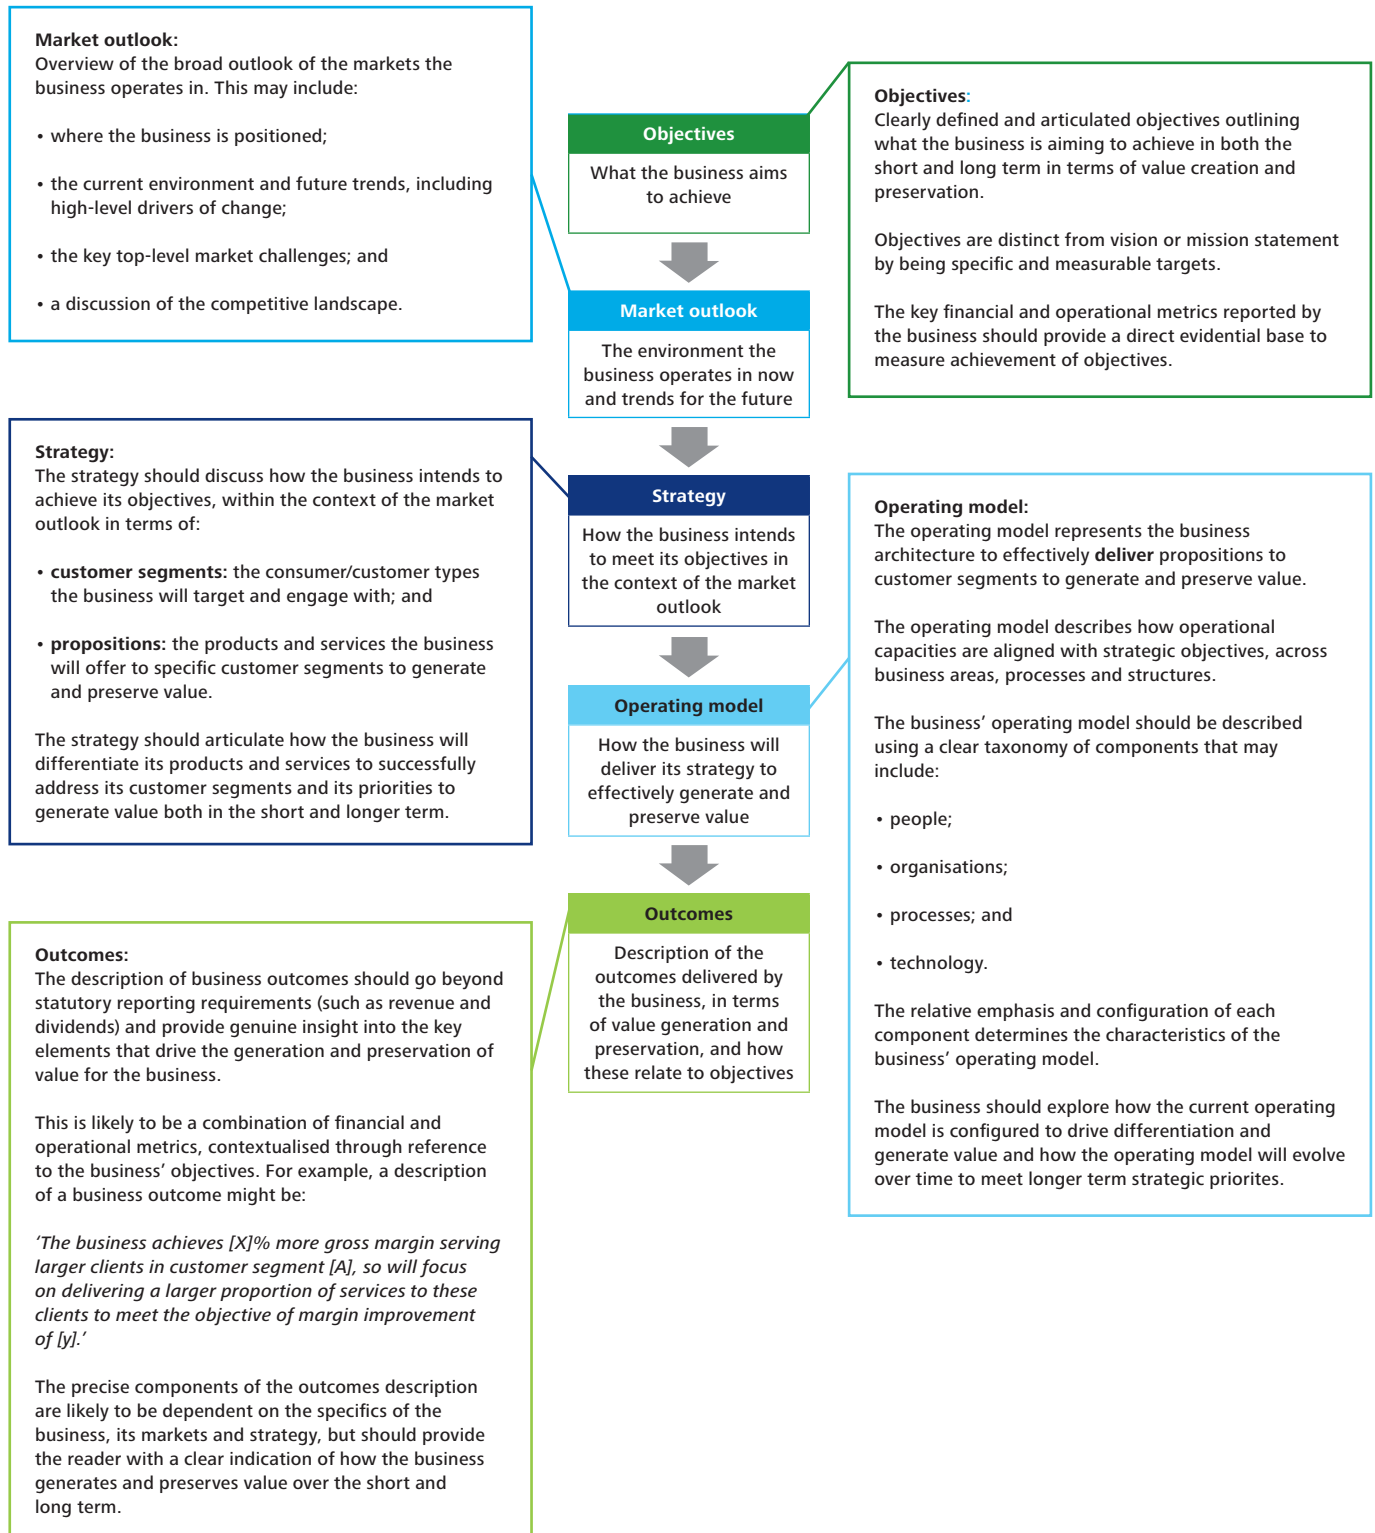 Market outlook:
Overview of the broad outlook of the markets the
business operates in. This may include:
• where the business is positioned;
• the current environment and future trends, including
high-level drivers of change;
• the key top-level market challenges; and
• a discussion of the competitive landscape.
Objectives
What the business aims
to achieve
Objectives:
Clearly defined and articulated objectives outlining
what the business is aiming to achieve in both the
short and long term in terms of value creation and
preservation.
Objectives are distinct from vision or mission statement
by being specific and measurable targets.
The key financial and operational metrics reported by
the business should provide a direct evidential base to
measure achievement of objectives.
Market outlook
The environment the
business operates in now
and trends for the future
Strategy:
The strategy should discuss how the business intends to
achieve its objectives, within the context of the market
outlook in terms of:
• customer segments: the consumer/customer types
the business will target and engage with; and
• propositions: the products and services the business
will offer to specific customer segments to generate
and preserve value.
The strategy should articulate how the business will
differentiate its products and services to successfully
address its customer segments and its priorities to
generate value both in the short and longer term.
Strategy
How the business intends
to meet its objectives in
the context of the market
outlook
Operating model:
The operating model represents the business
architecture to effectively deliver propositions to
customer segments to generate and preserve value.
The operating model describes how operational
capacities are aligned with strategic objectives, across
business areas, processes and structures.
The business’ operating model should be described
using a clear taxonomy of components that may
include:
• people;
• organisations;
• processes; and
• technology.
The relative emphasis and configuration of each
component determines the characteristics of the
business’ operating model.
The business should explore how the current operating
model is configured to drive differentiation and
generate value and how the operating model will evolve
over time to meet longer term strategic priorites.
Operating model
How the business will
deliver its strategy to
effectively generate and
preserve value
Outcomes
Description of the
outcomes delivered by
the business, in terms
of value generation and
preservation, and how
these relate to objectives
Outcomes:
The description of business outcomes should go beyond
statutory reporting requirements (such as revenue and
dividends) and provide genuine insight into the key
elements that drive the generation and preservation of
value for the business.
This is likely to be a combination of financial and
operational metrics, contextualised through reference
to the business’ objectives. For example, a description
of a business outcome might be:
‘The business achieves [X]% more gross margin serving
larger clients in customer segment [A], so will focus
on delivering a larger proportion of services to these
clients to meet the objective of margin improvement
of [y].’
The precise components of the outcomes description
are likely to be dependent on the specifics of the
business, its markets and strategy, but should provide
the reader with a clear indication of how the business
generates and preserves value over the short and
long term.